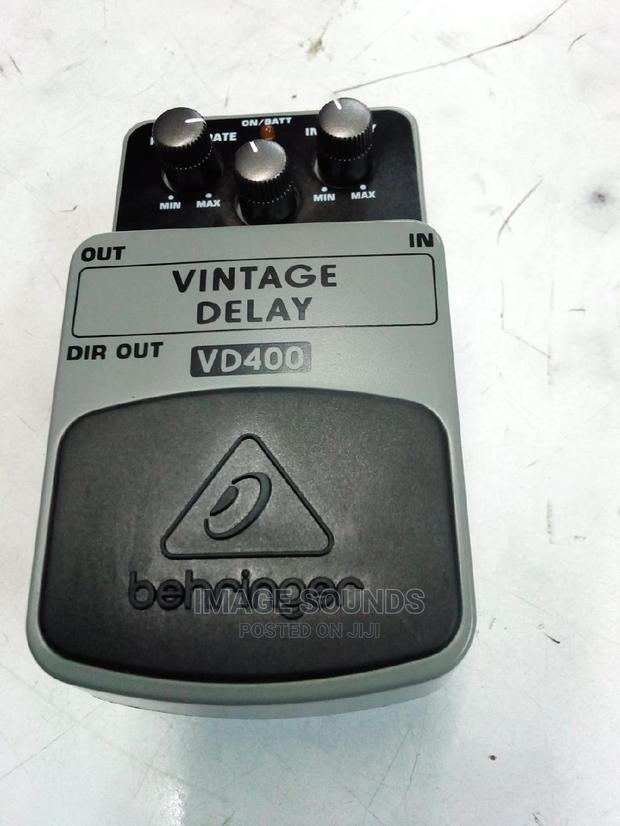 ON/BATT
MIN MAX MIN MAX
OUT IN
VINTAGE
DELAY
DIR OUT
VD400
behringer
IMAGE SOUNDS
POSTED ON JIJI